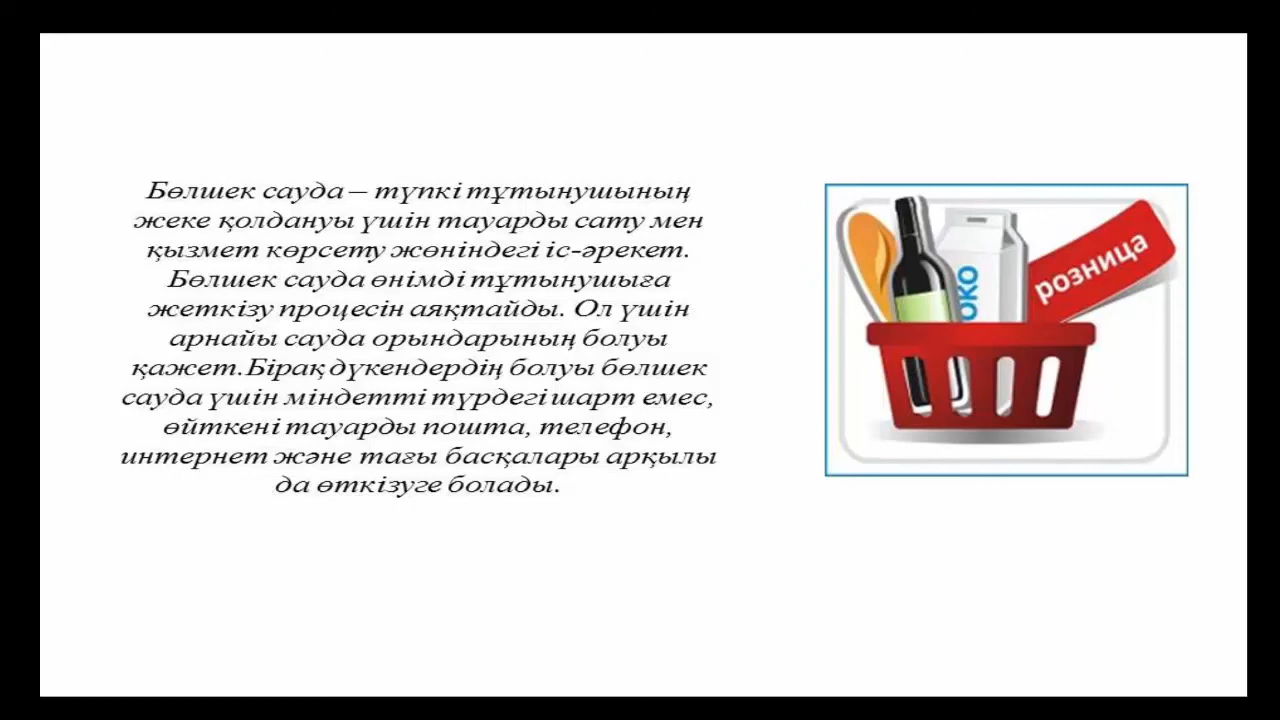 Бөлшек сауда – түпкі тұтынушының
жеке қолдануы үшін тауарды сату мен
қызмет көрсету жөніндегі іс-әрекет.
Бөлшек сауда өнімді тұтынушыға
жеткізу процесін аяқтайды. Ол үшін
арнайы сауда орындарының болуы
қажет.Бірақ дүкендердің болуы бөлшек
сауда үшін міндетті түрдегі шарт емес,
өйткені тауарды пошта, телефон,
интернет және тағы басқалары арқылы
да өткізуге болады.
розница
око